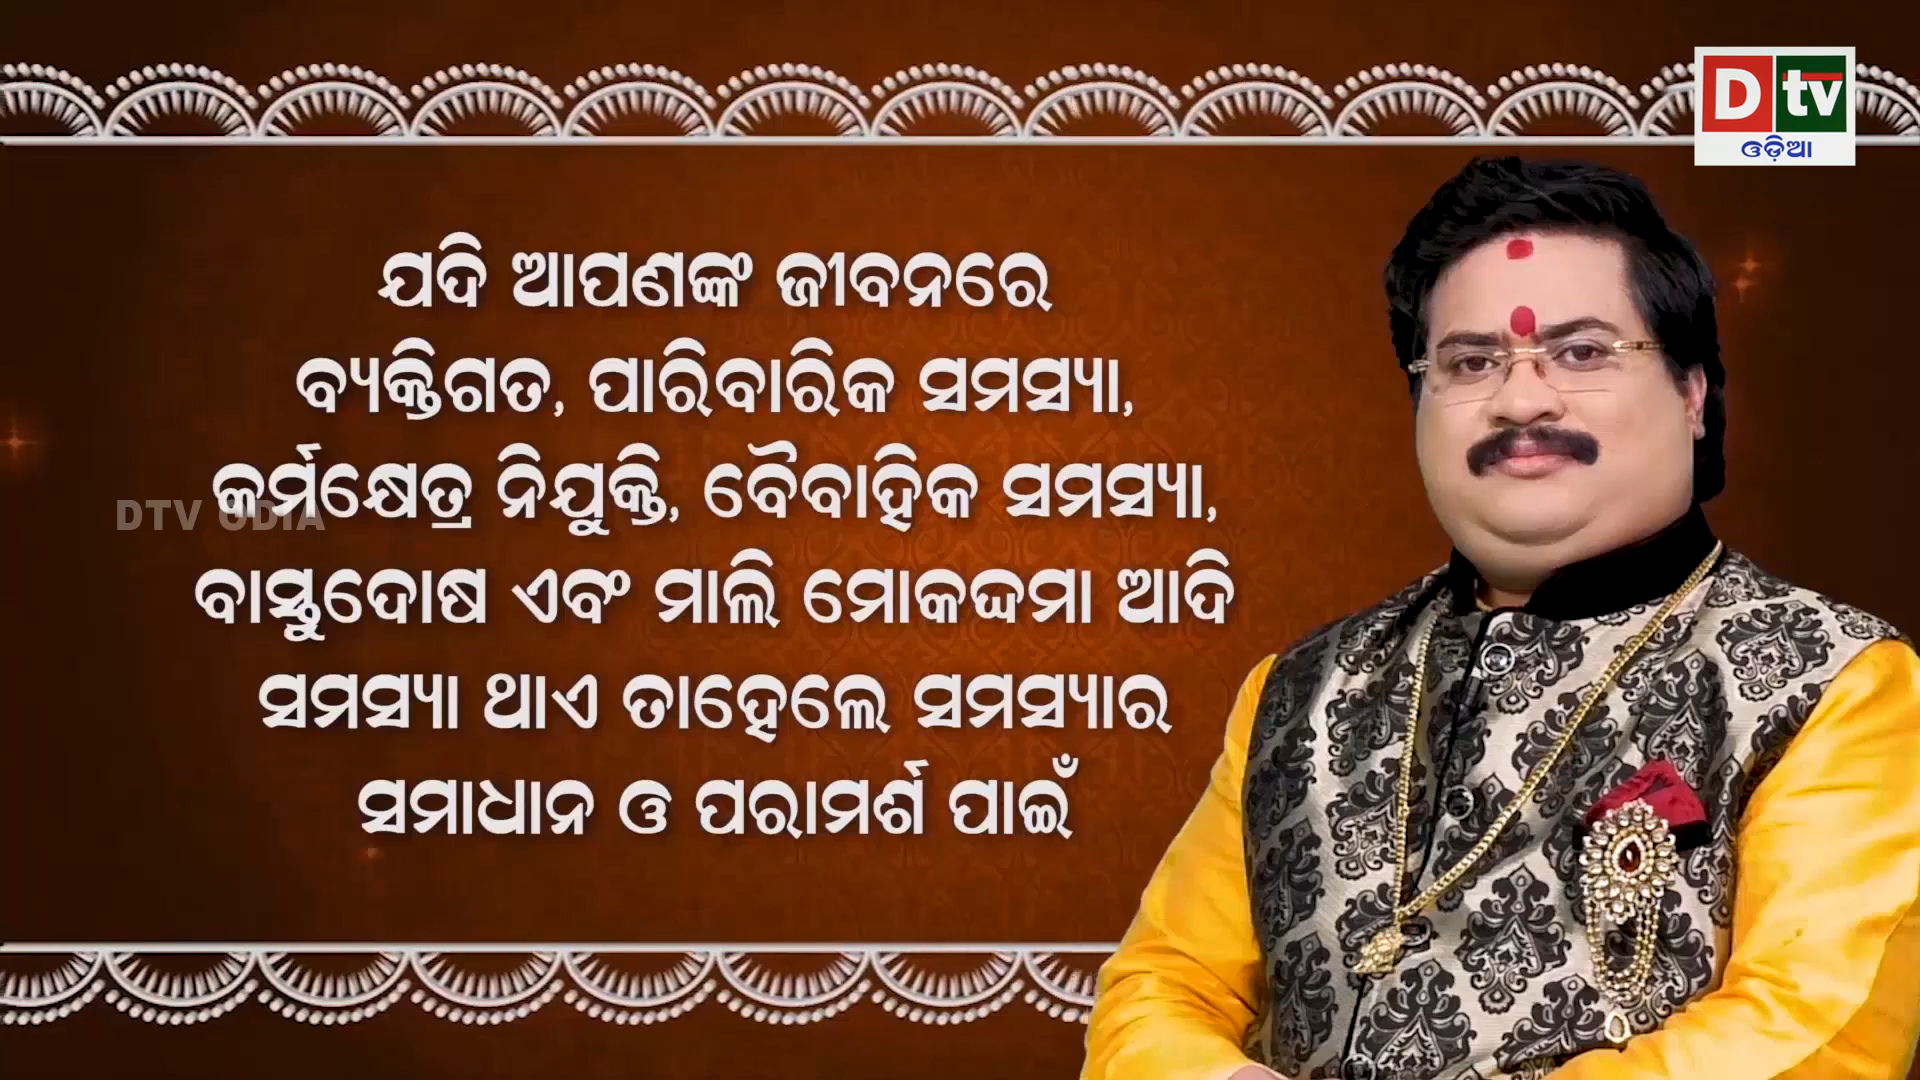 D tv
ଓଡ଼ିଆ
ଯଦି ଆପଣଙ୍କ ଜୀବନରେ
ବ୍ୟକ୍ତିଗତ, ପାରିବାରିକ ସମସ୍ୟା,
କର୍ମକ୍ଷେତ୍ର ନିଯୁକ୍ତି, ବୈବାହିକ ସମସ୍ୟା,
DTV ODIA
ବାସ୍ତୁଦୋଷ ଏବଂ ମାଲି ମୋକଦ୍ଦମା ଆଦି
ସମସ୍ୟା ଥାଏ ତାହେଲେ ସମସ୍ୟାର
ସମାଧାନ ଓ ପରାମର୍ଶ ପାଇଁ